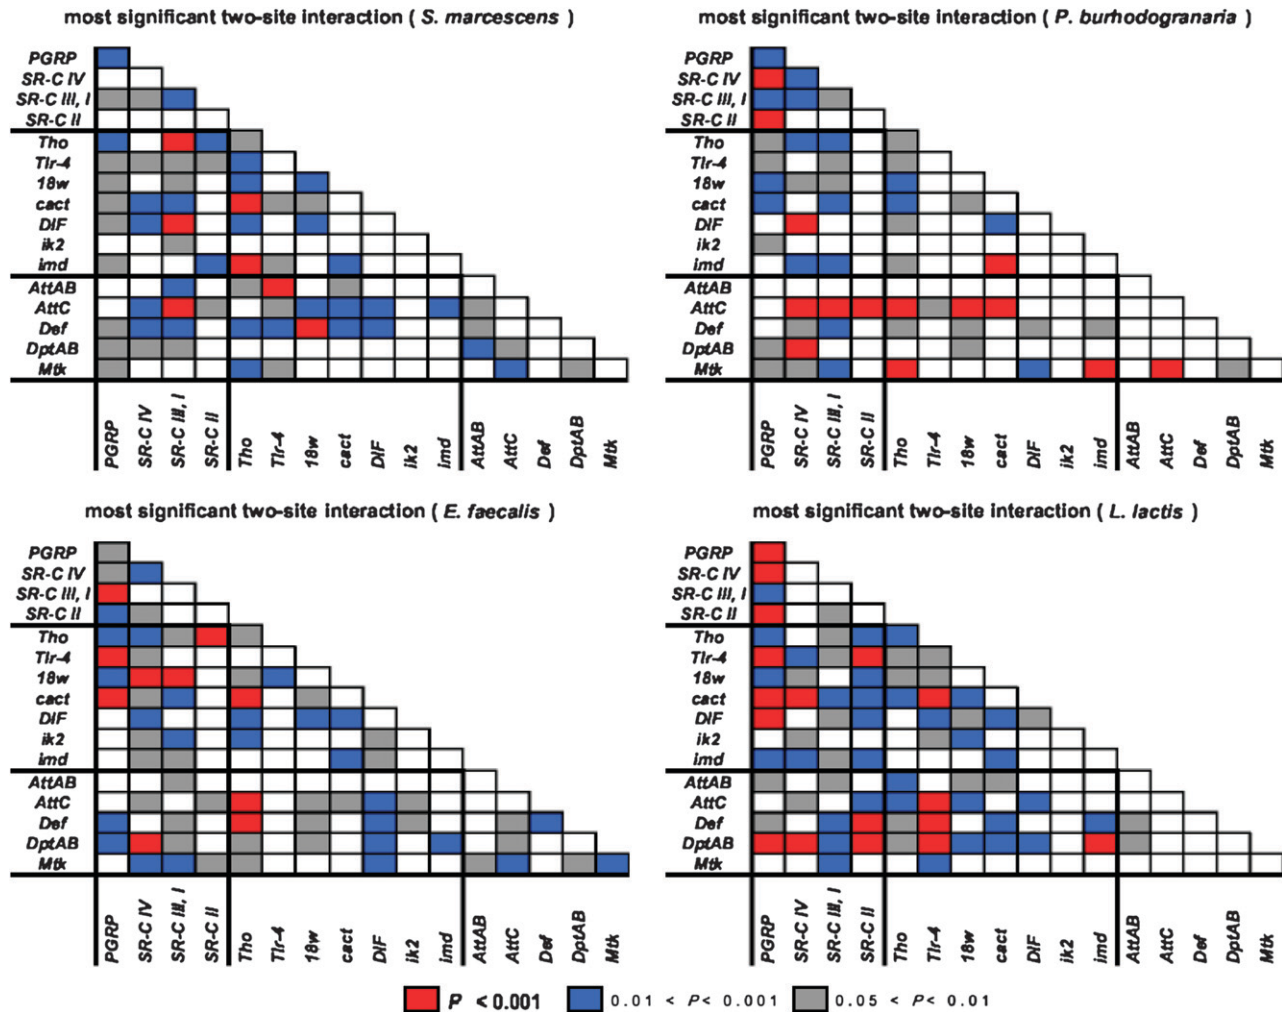 most significant two-site interaction ( S. marcescens )
PGRP
SR-C IV
SR-C III, I
SR-C II
Tho
Tlr-4
18w
cact
DIF
ik2
imd
AttAB
AttC
Def
DptAB
Mtk
PGRP SR-C IV SR-C III, I SR-C II Tho Tlr-4 18w cact DIF ik2 imd AttAB AttC Def DptAB Mtk
most significant two-site interaction ( P. burhodogranaria )
PGRP
SR-C IV
SR-C III, I
SR-C II
Tho
Tlr-4
18w
cact
DIF
ik2
imd
AttAB
AttC
Def
DptAB
Mtk
PGRP SR-C IV SR-C III, I SR-C II Tho Tlr-4 18w cact DIF ik2 imd AttAB AttC Def DptAB Mtk
most significant two-site interaction ( E. faecalis )
PGRP
SR-C IV
SR-C III, I
SR-C II
Tho
Tlr-4
18w
cact
DIF
ik2
imd
AttAB
AttC
Def
DptAB
Mtk
PGRP SR-C IV SR-C III, I SR-C II Tho Tlr-4 18w cact DIF ik2 imd AttAB AttC Def DptAB Mtk
most significant two-site interaction ( L. lactis )
PGRP
SR-C IV
SR-C III, I
SR-C II
Tho
Tlr-4
18w
cact
DIF
ik2
imd
AttAB
AttC
Def
DptAB
Mtk
PGRP SR-C IV SR-C III, I SR-C II Tho Tlr-4 18w cact DIF ik2 imd AttAB AttC Def DptAB Mtk
P < 0.001 0.01 < P < 0.001 0.05 < P < 0.01